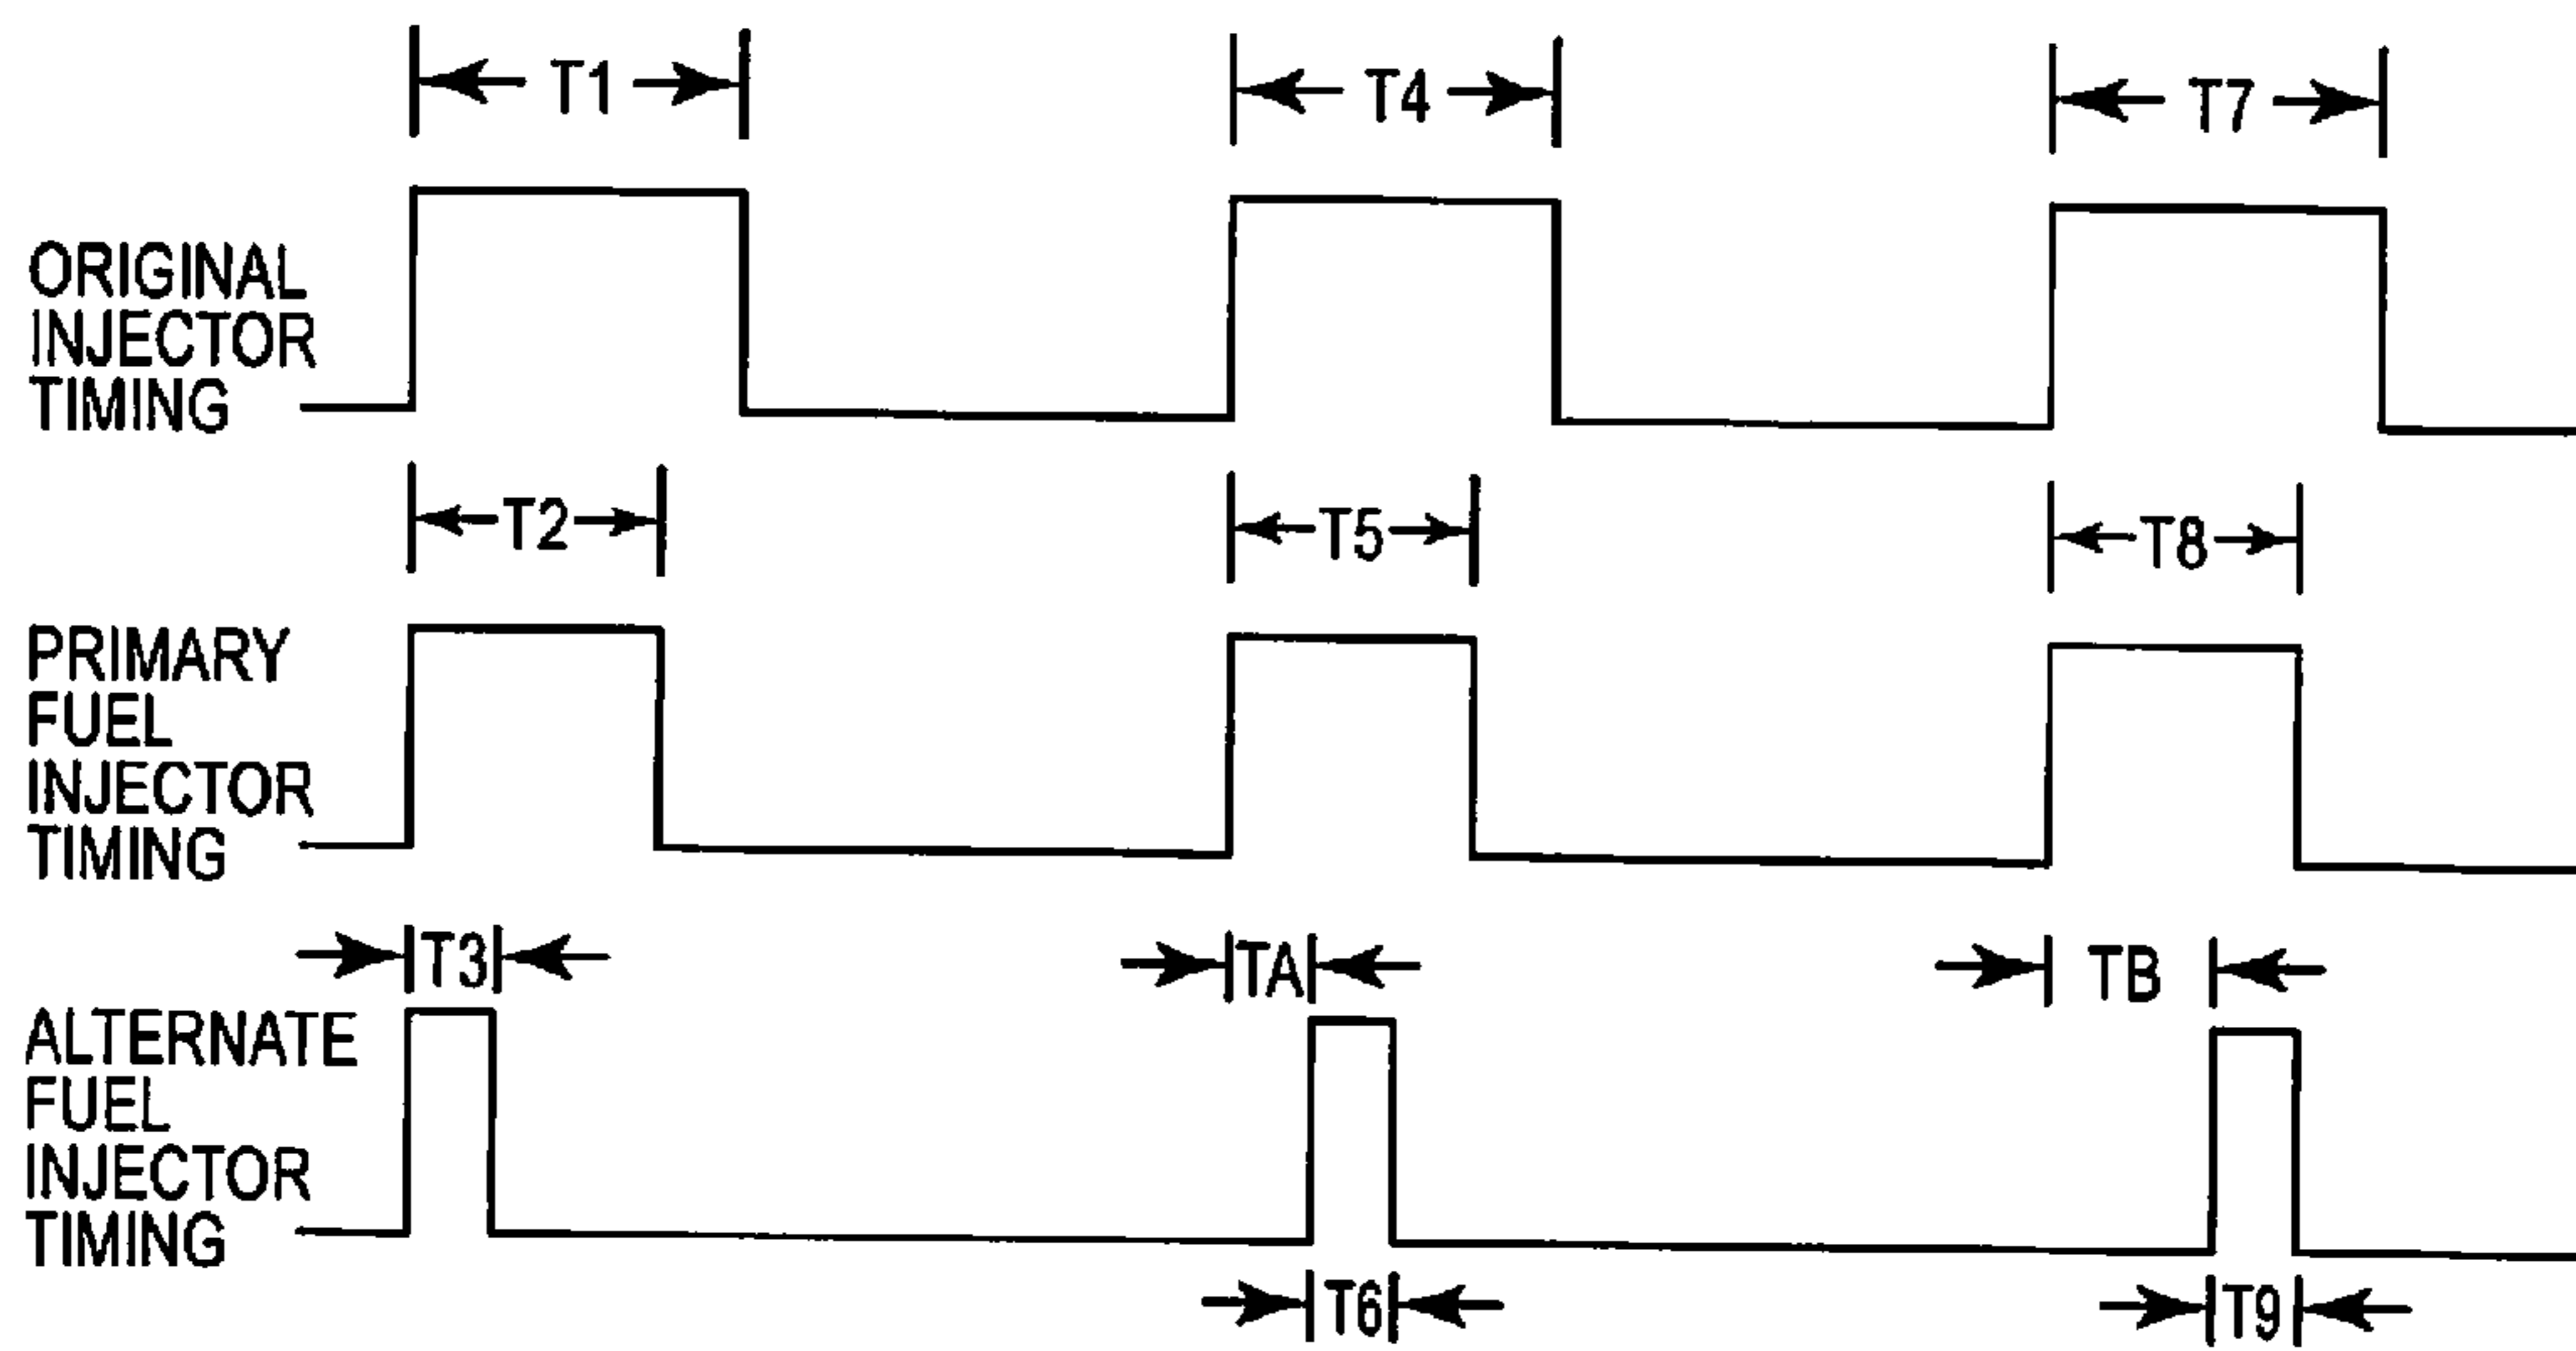 T1 T4 T7
ORIGINAL
INJECTOR
TIMING
T2 T5 T8
PRIMARY
FUEL
INJECTOR
TIMING
T3 TA TB
ALTERNATE
FUEL
INJECTOR
TIMING
T6 T9